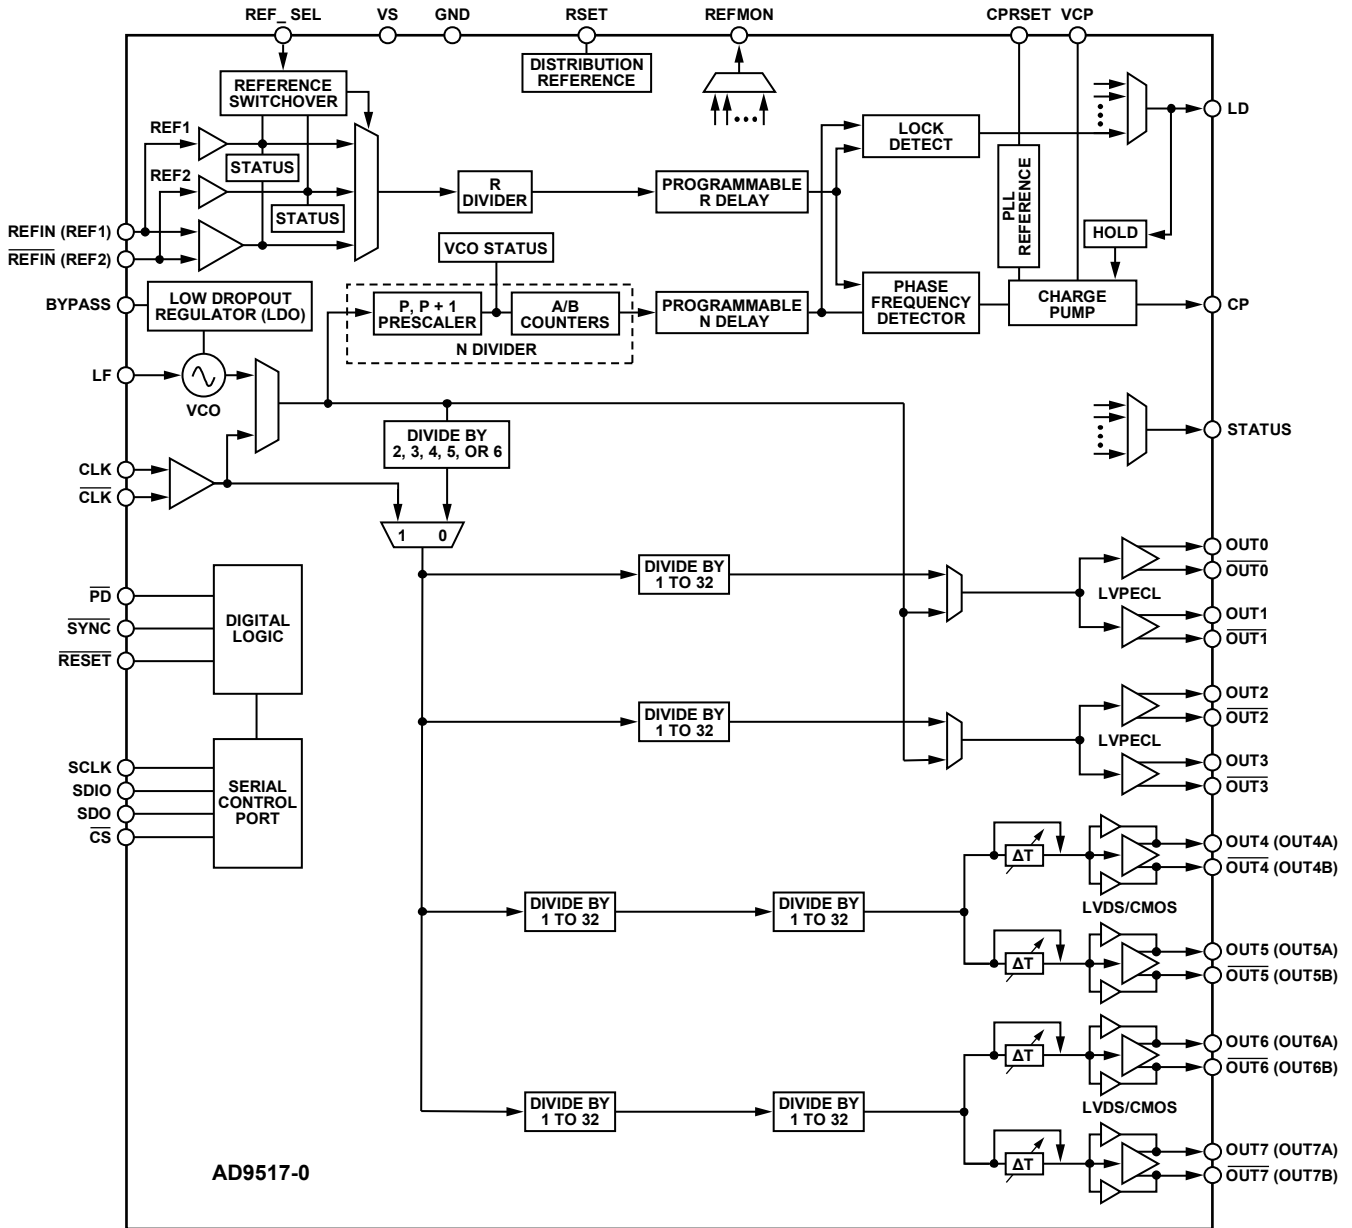 REF_ SEL
VS
GND
RSET
REFMON
CPRSET
VCP
DISTRIBUTION
REFERENCE
REFERENCE
SWITCHOVER
REF1
STATUS
REF2
STATUS
REFIN (REF1)
REFIN (REF2)
R
DIVIDER
PROGRAMMABLE
R DELAY
LOCK
DETECT
PLL
REFERENCE
LD
HOLD
VCO STATUS
BYPASS
LOW DROPOUT
REGULATOR (LDO)
P, P + 1
PRESCALER
A/B
COUNTERS
N DIVIDER
PROGRAMMABLE
N DELAY
PHASE
FREQUENCY
DETECTOR
CHARGE
PUMP
CP
LF
VCO
DIVIDE BY
2, 3, 4, 5, OR 6
STATUS
CLK
CLK
1 0
DIVIDE BY
1 TO 32
LVPECL
OUT0
OUT0
OUT1
OUT1
PD
SYNC
RESET
DIGITAL
LOGIC
DIVIDE BY
1 TO 32
LVPECL
OUT2
OUT2
OUT3
OUT3
SCLK
SDIO
SDO
CS
SERIAL
CONTROL
PORT
DIVIDE BY
1 TO 32
DIVIDE BY
1 TO 32
ΔT
ΔT
LVDS/CMOS
OUT4 (OUT4A)
OUT4 (OUT4B)
OUT5 (OUT5A)
OUT5 (OUT5B)
DIVIDE BY
1 TO 32
DIVIDE BY
1 TO 32
ΔT
ΔT
LVDS/CMOS
OUT6 (OUT6A)
OUT6 (OUT6B)
OUT7 (OUT7A)
OUT7 (OUT7B)
AD9517-0